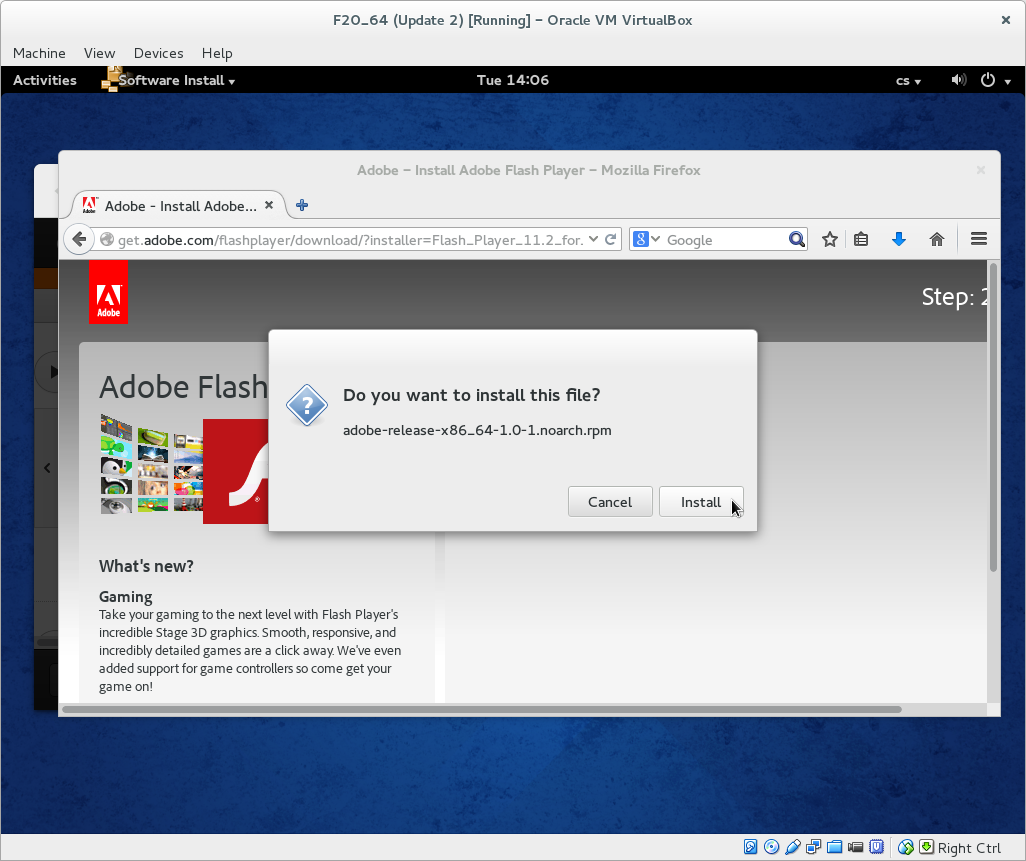 F20_64 (Update 2) [Running] – Oracle VM VirtualBox
Machine View Devices Help
Activities Software Install Tue 14:06 cs
Adobe – Install Adobe Flash Player – Mozilla Firefox
Adobe - Install Adobe...
get.adobe.com/flashplayer/download/?installer=Flash_Player_11.2_for. 8 Google
Adobe
Step: 2
Adobe Flash
Do you want to install this file?
adobe-release-x86_64-1.0-1.noarch.rpm
Cancel Install
What's new?
Gaming
Take your gaming to the next level with Flash Player's
incredible Stage 3D graphics. Smooth, responsive, and
incredibly detailed games are a click away. We've even
added support for game controllers so come get your
game on!
Right Ctrl